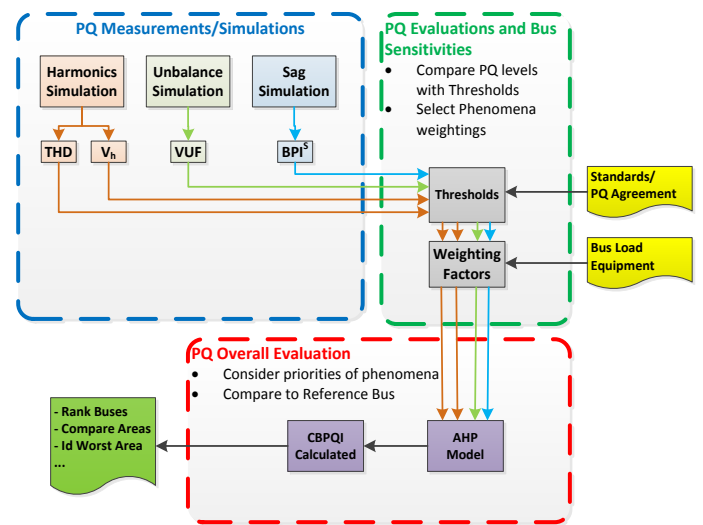 PQ Measurements/Simulations
Harmonics
Simulation
Unbalance
Simulation
Sag
Simulation
THD
Vh
VUF
BPIS
PQ Evaluations and Bus
Sensitivities
• Compare PQ levels
with Thresholds
• Select Phenomena
weightings
Thresholds
Standards/
PQ Agreement
Weighting
Factors
Bus Load
Equipment
PQ Overall Evaluation
• Consider priorities of phenomena
• Compare to Reference Bus
- Rank Buses
- Compare Areas
- Id Worst Area
...
CBPQI
Calculated
AHP
Model